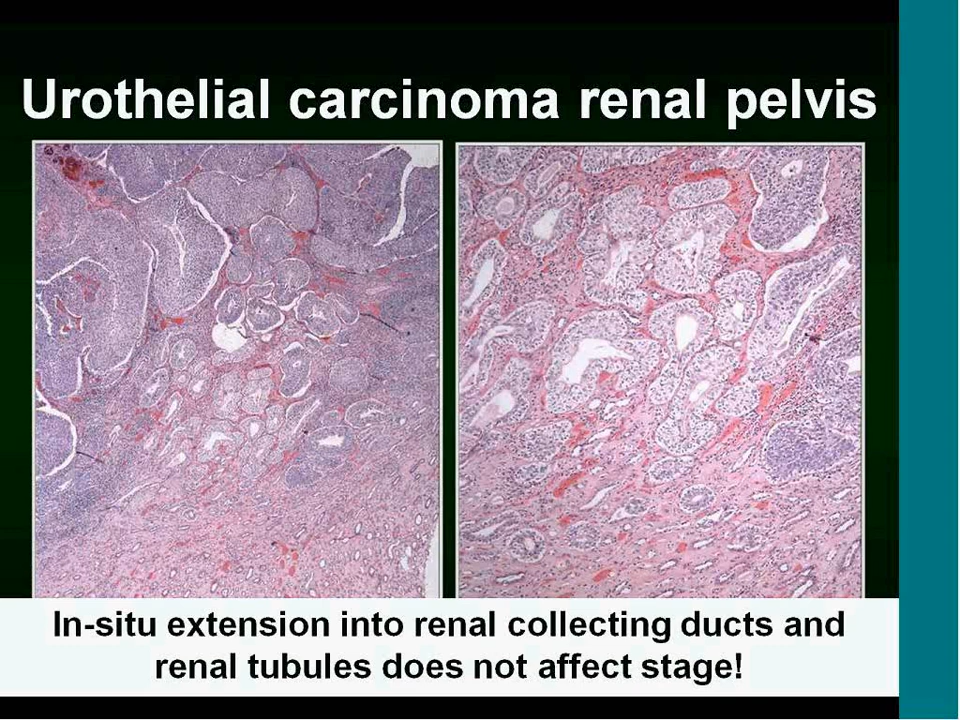 Urothelial carcinoma renal pelvis
In-situ extension into renal collecting ducts and
renal tubules does not affect stage!